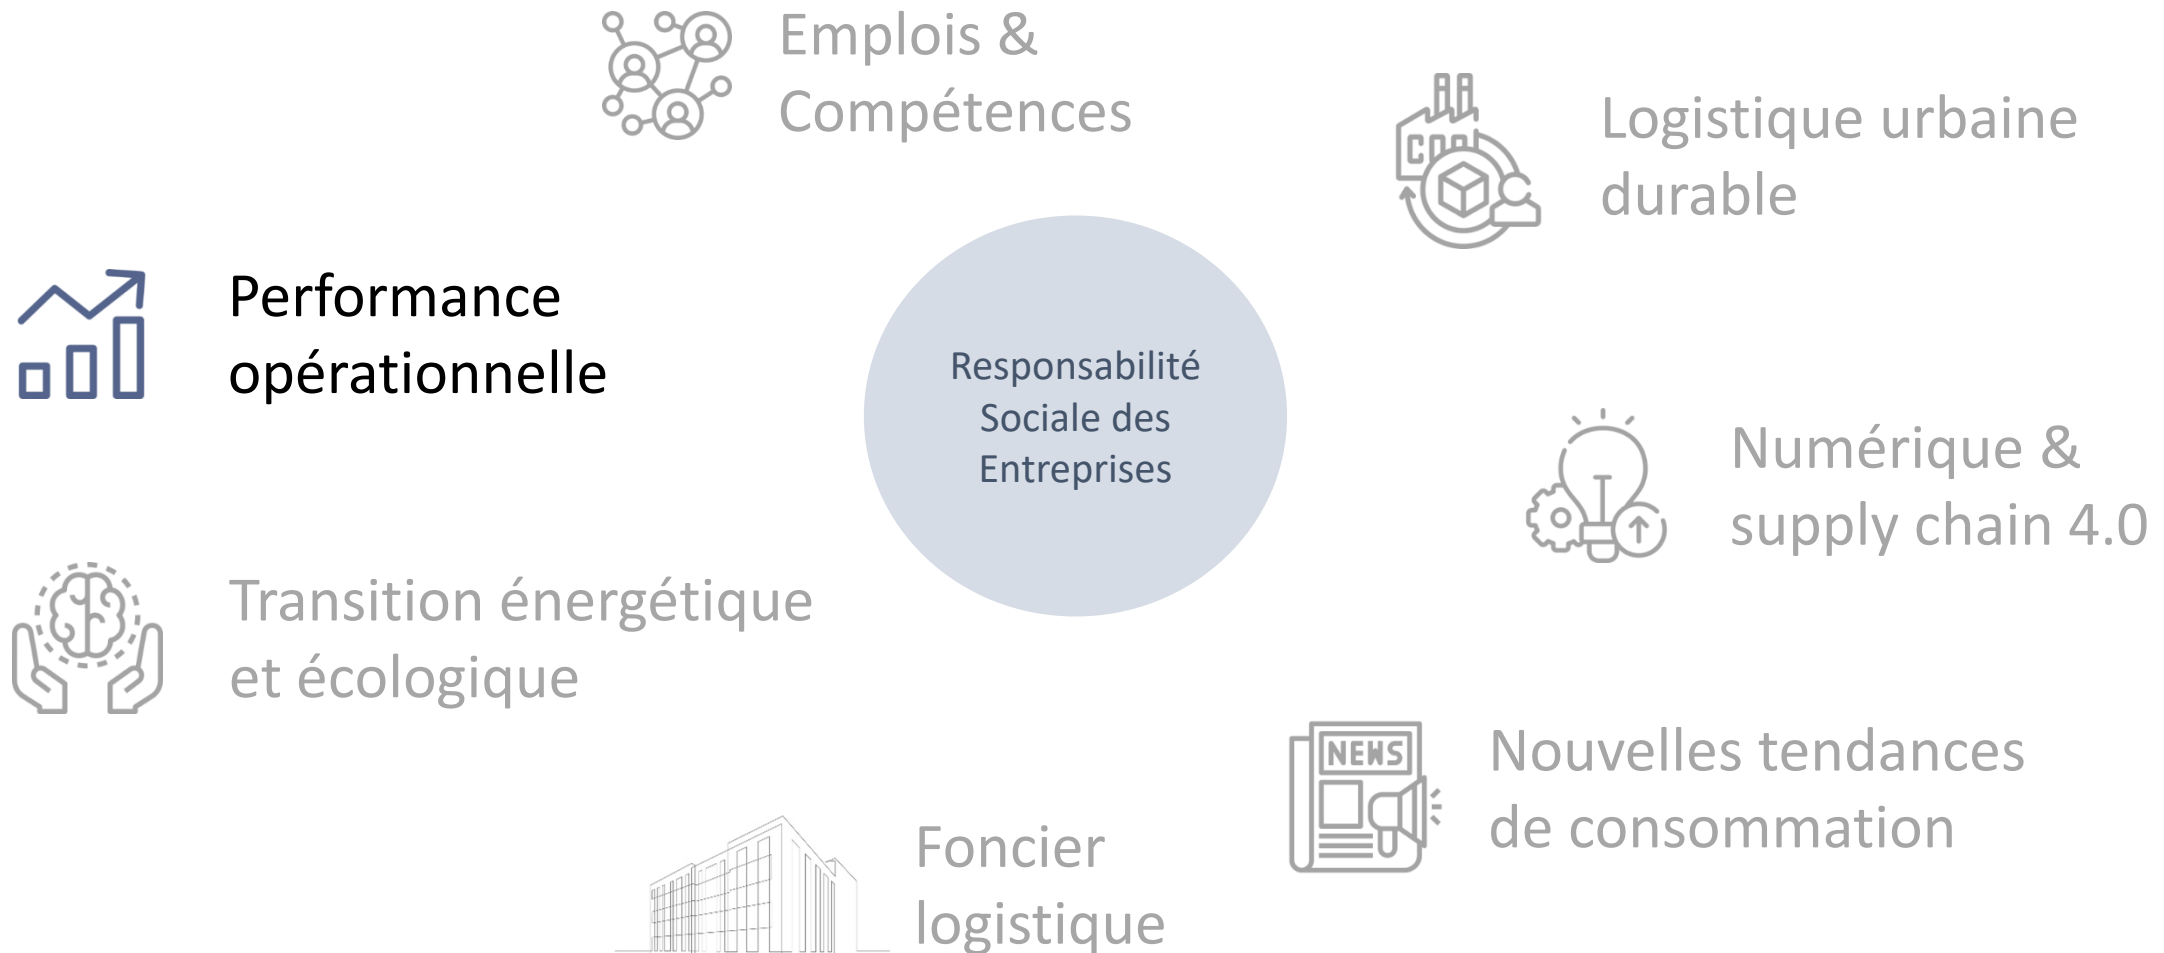 Emplois &
Compétences
Logistique urbaine
durable
Performance
opérationnelle
Responsabilité
Sociale des
Entreprises
Numérique &
supply chain 4.0
Transition énergétique
et écologique
NEWS
Nouvelles tendances
de consommation
Foncier
logistique